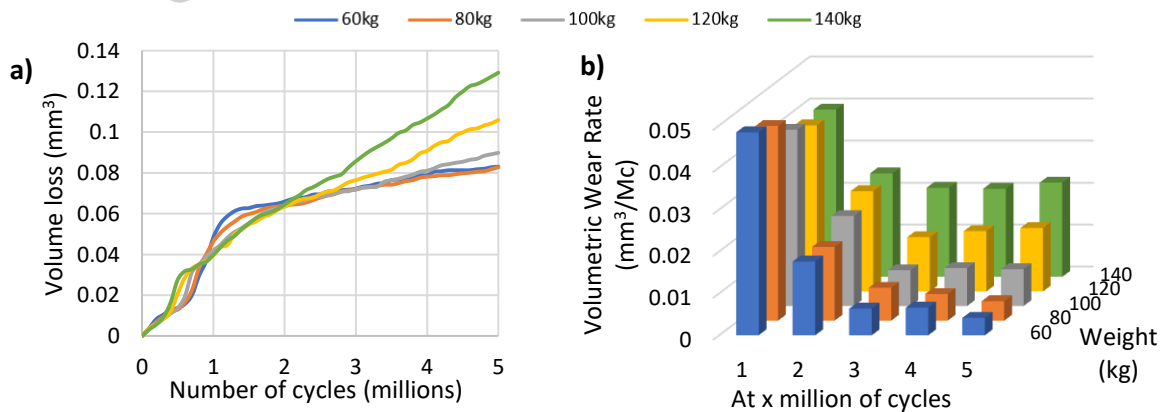 60kg 80kg 100kg 120kg 140kg
a)
Volume loss (mm³)
0.14
0.12
0.1
0.08
0.06
0.04
0.02
0
0 1 2 3 4 5
Number of cycles (millions)
b)
Volumetric Wear Rate
(mm³/Mc)
0.05
0.04
0.03
0.02
0.01
0
1 2 3 4 5
At x million of cycles
140
120
100
80
60
Weight
(kg)